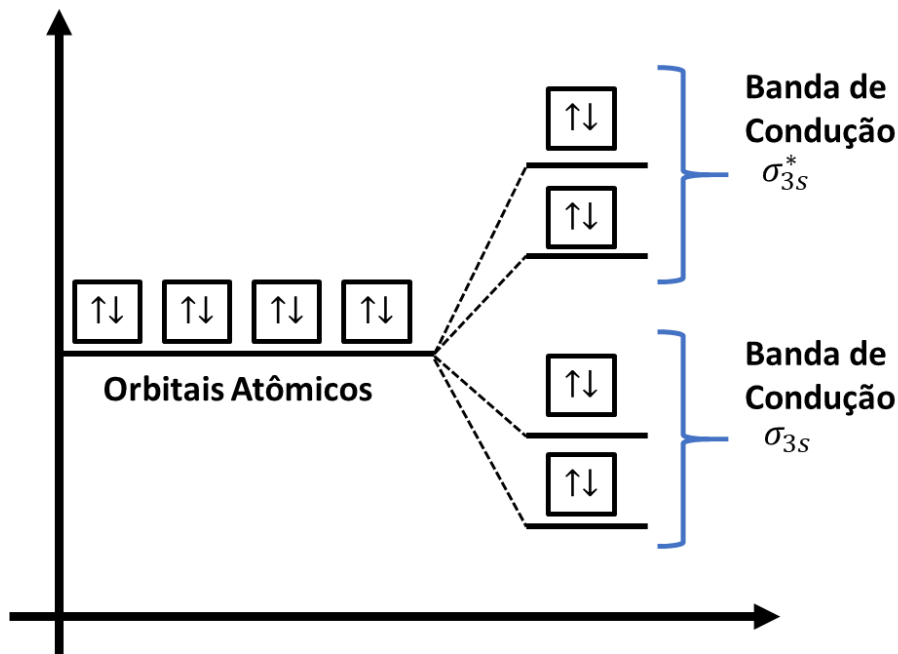 ↑↓
Banda de
Condução
σ*3s
↑↓
↑↓ ↑↓ ↑↓ ↑↓
Orbitais Atômicos
↑↓
Banda de
Condução
σ3s
↑↓